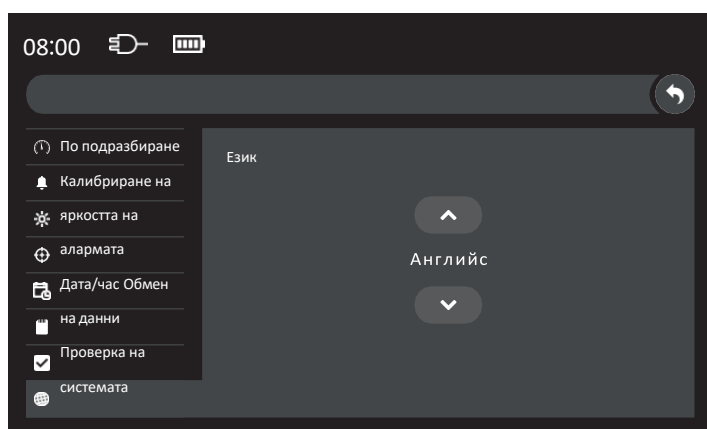 08:00
По подразбиране
Калибриране на
яркостта на
алармата
Дата/час Обмен
на данни
Проверка на
системата
Език
Английс